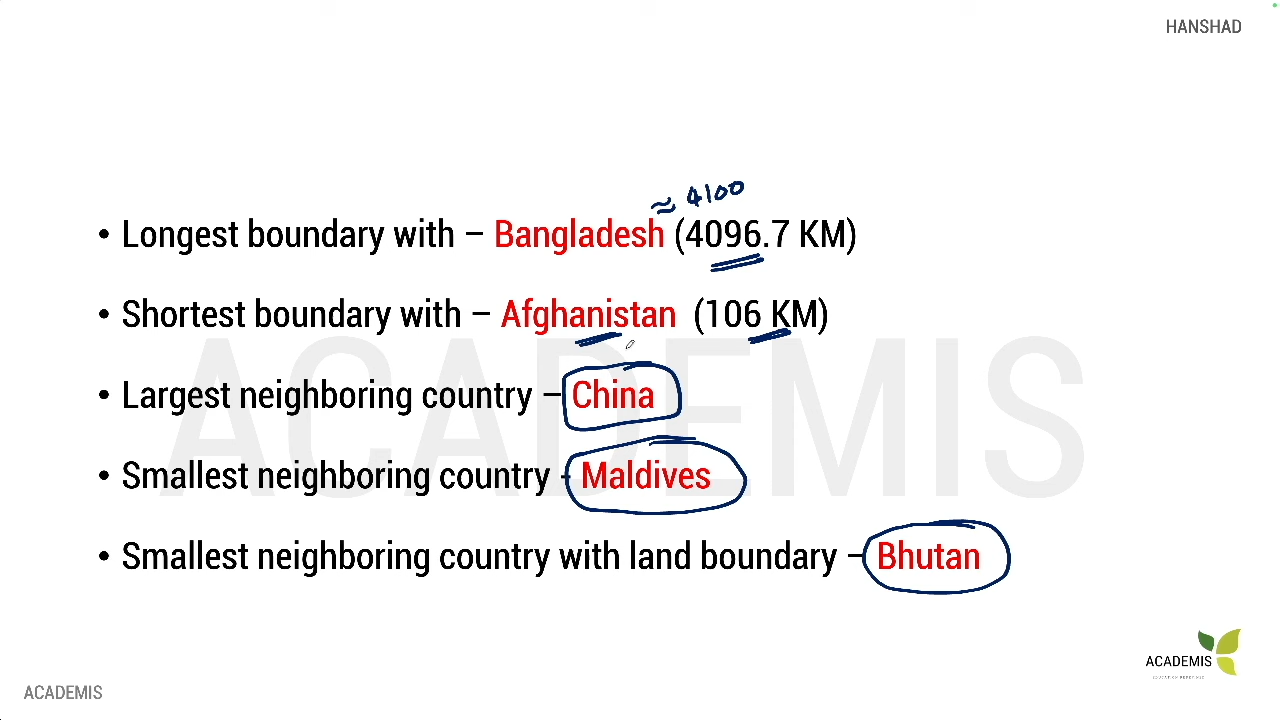 HANSHAD
≈ 4100
• Longest boundary with – Bangladesh (4096.7 KM)
• Shortest boundary with – Afghanistan (106 KM)
• Largest neighboring country – China
• Smallest neighboring country - Maldives
• Smallest neighboring country with land boundary – Bhutan
ACADEMIS
ACADEMIS
ACADEMIS